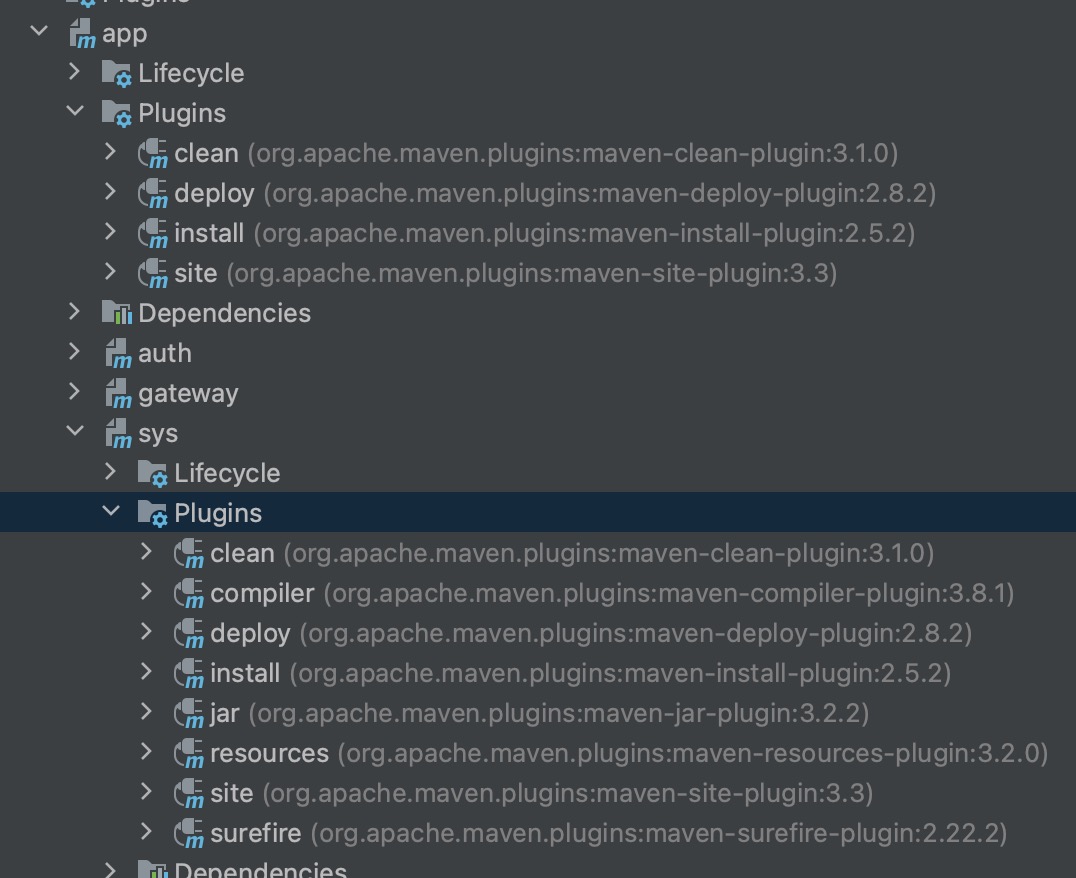 Plugins
app
Lifecycle
Plugins
clean (org.apache.maven.plugins:maven-clean-plugin:3.1.0)
deploy (org.apache.maven.plugins:maven-deploy-plugin:2.8.2)
install (org.apache.maven.plugins:maven-install-plugin:2.5.2)
site (org.apache.maven.plugins:maven-site-plugin:3.3)
Dependencies
auth
gateway
sys
Lifecycle
Plugins
clean (org.apache.maven.plugins:maven-clean-plugin:3.1.0)
compiler (org.apache.maven.plugins:maven-compiler-plugin:3.8.1)
deploy (org.apache.maven.plugins:maven-deploy-plugin:2.8.2)
install (org.apache.maven.plugins:maven-install-plugin:2.5.2)
jar (org.apache.maven.plugins:maven-jar-plugin:3.2.2)
resources (org.apache.maven.plugins:maven-resources-plugin:3.2.0)
site (org.apache.maven.plugins:maven-site-plugin:3.3)
surefire (org.apache.maven.plugins:maven-surefire-plugin:2.22.2)
Dependencies